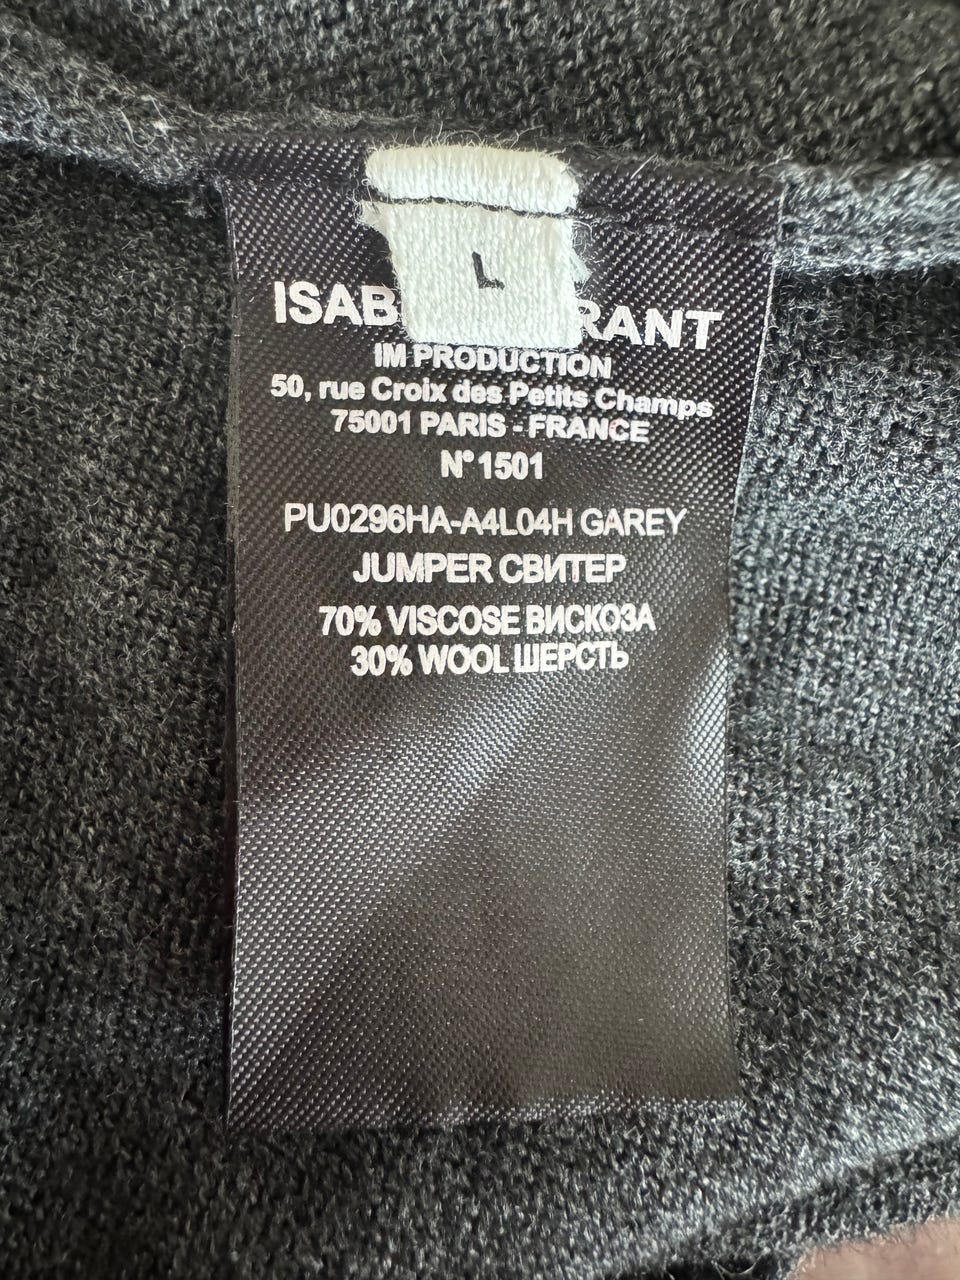 L
ISAB RANT
IM PRODUCTION
50, rue Croix des Petits Champs
75001 PARIS - FRANCE
N° 1501
PU0296HA-A4L04H GAREY
JUMPER СВИТЕР
70% VISCOSE ВИСКОЗА
30% WOOL ШЕРСТЬ